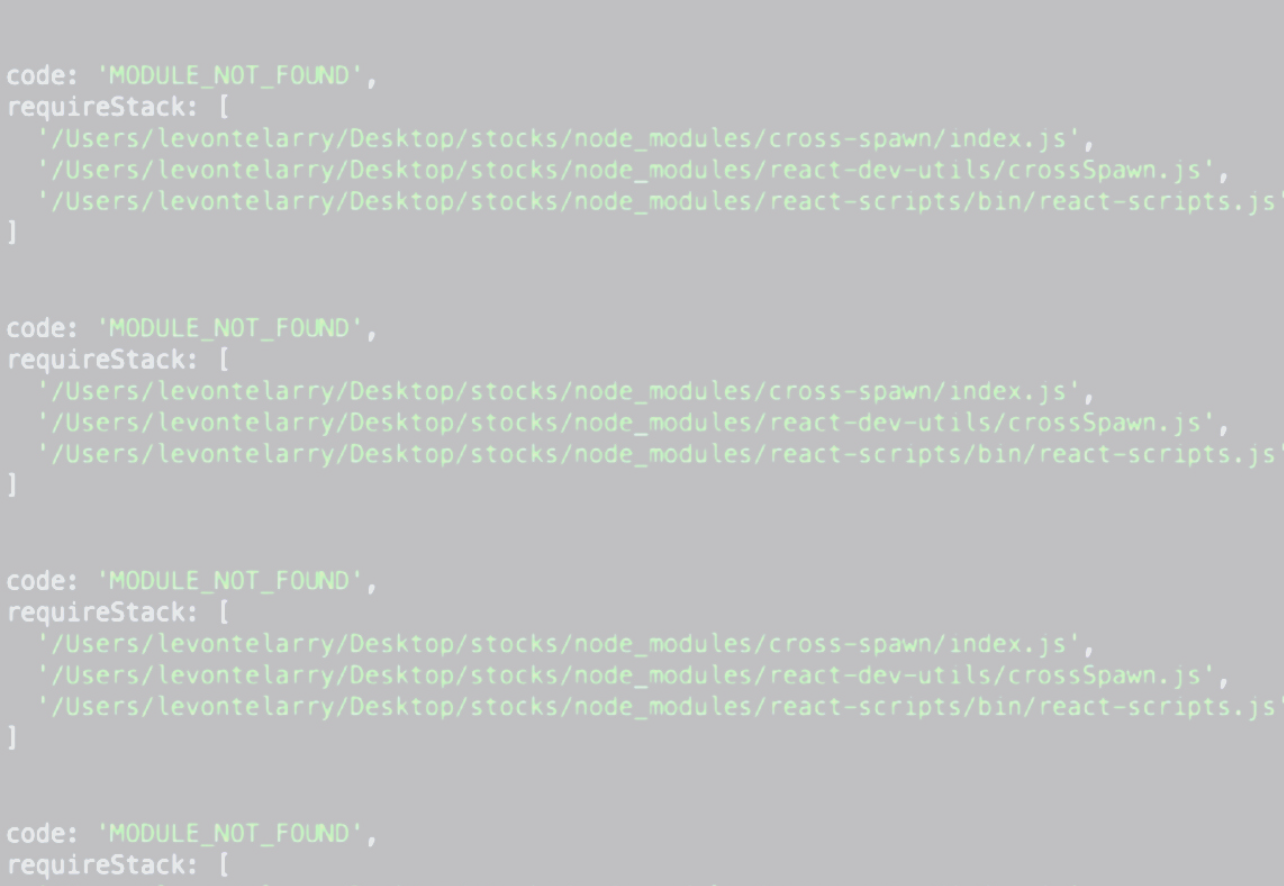 code: 'MODULE_NOT_FOUND',
requireStack: [
'/Users/levontelarry/Desktop/stocks/node_modules/cross-spawn/index.js',
'/Users/levontelarry/Desktop/stocks/node_modules/react-dev-utils/crossSpawn.js',
'/Users/levontelarry/Desktop/stocks/node_modules/react-scripts/bin/react-scripts.js'
]
code: 'MODULE_NOT_FOUND',
requireStack: [
'/Users/levontelarry/Desktop/stocks/node_modules/cross-spawn/index.js',
'/Users/levontelarry/Desktop/stocks/node_modules/react-dev-utils/crossSpawn.js',
'/Users/levontelarry/Desktop/stocks/node_modules/react-scripts/bin/react-scripts.js'
]
code: 'MODULE_NOT_FOUND',
requireStack: [
'/Users/levontelarry/Desktop/stocks/node_modules/cross-spawn/index.js',
'/Users/levontelarry/Desktop/stocks/node_modules/react-dev-utils/crossSpawn.js',
'/Users/levontelarry/Desktop/stocks/node_modules/react-scripts/bin/react-scripts.js'
]
code: 'MODULE_NOT_FOUND',
requireStack: [